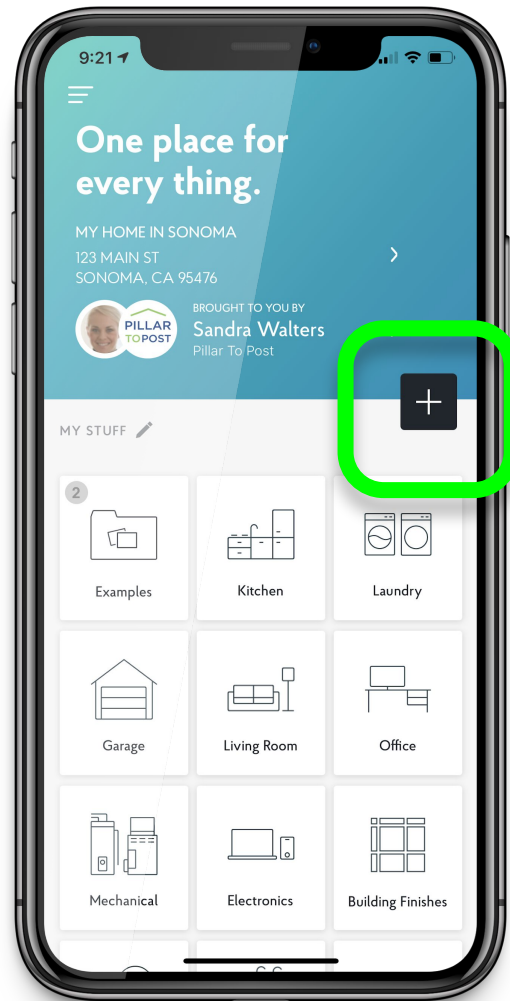 9:21
One place for
every thing.
MY HOME IN SONOMA
123 MAIN ST
SONOMA, CA 95476
PILLAR
TOPOST
BROUGHT TO YOU BY
Sandra Walters
Pillar To Post
MY STUFF
2
Examples
Kitchen
Laundry
Garage
Living Room
Office
Mechanical
Electronics
Building Finishes